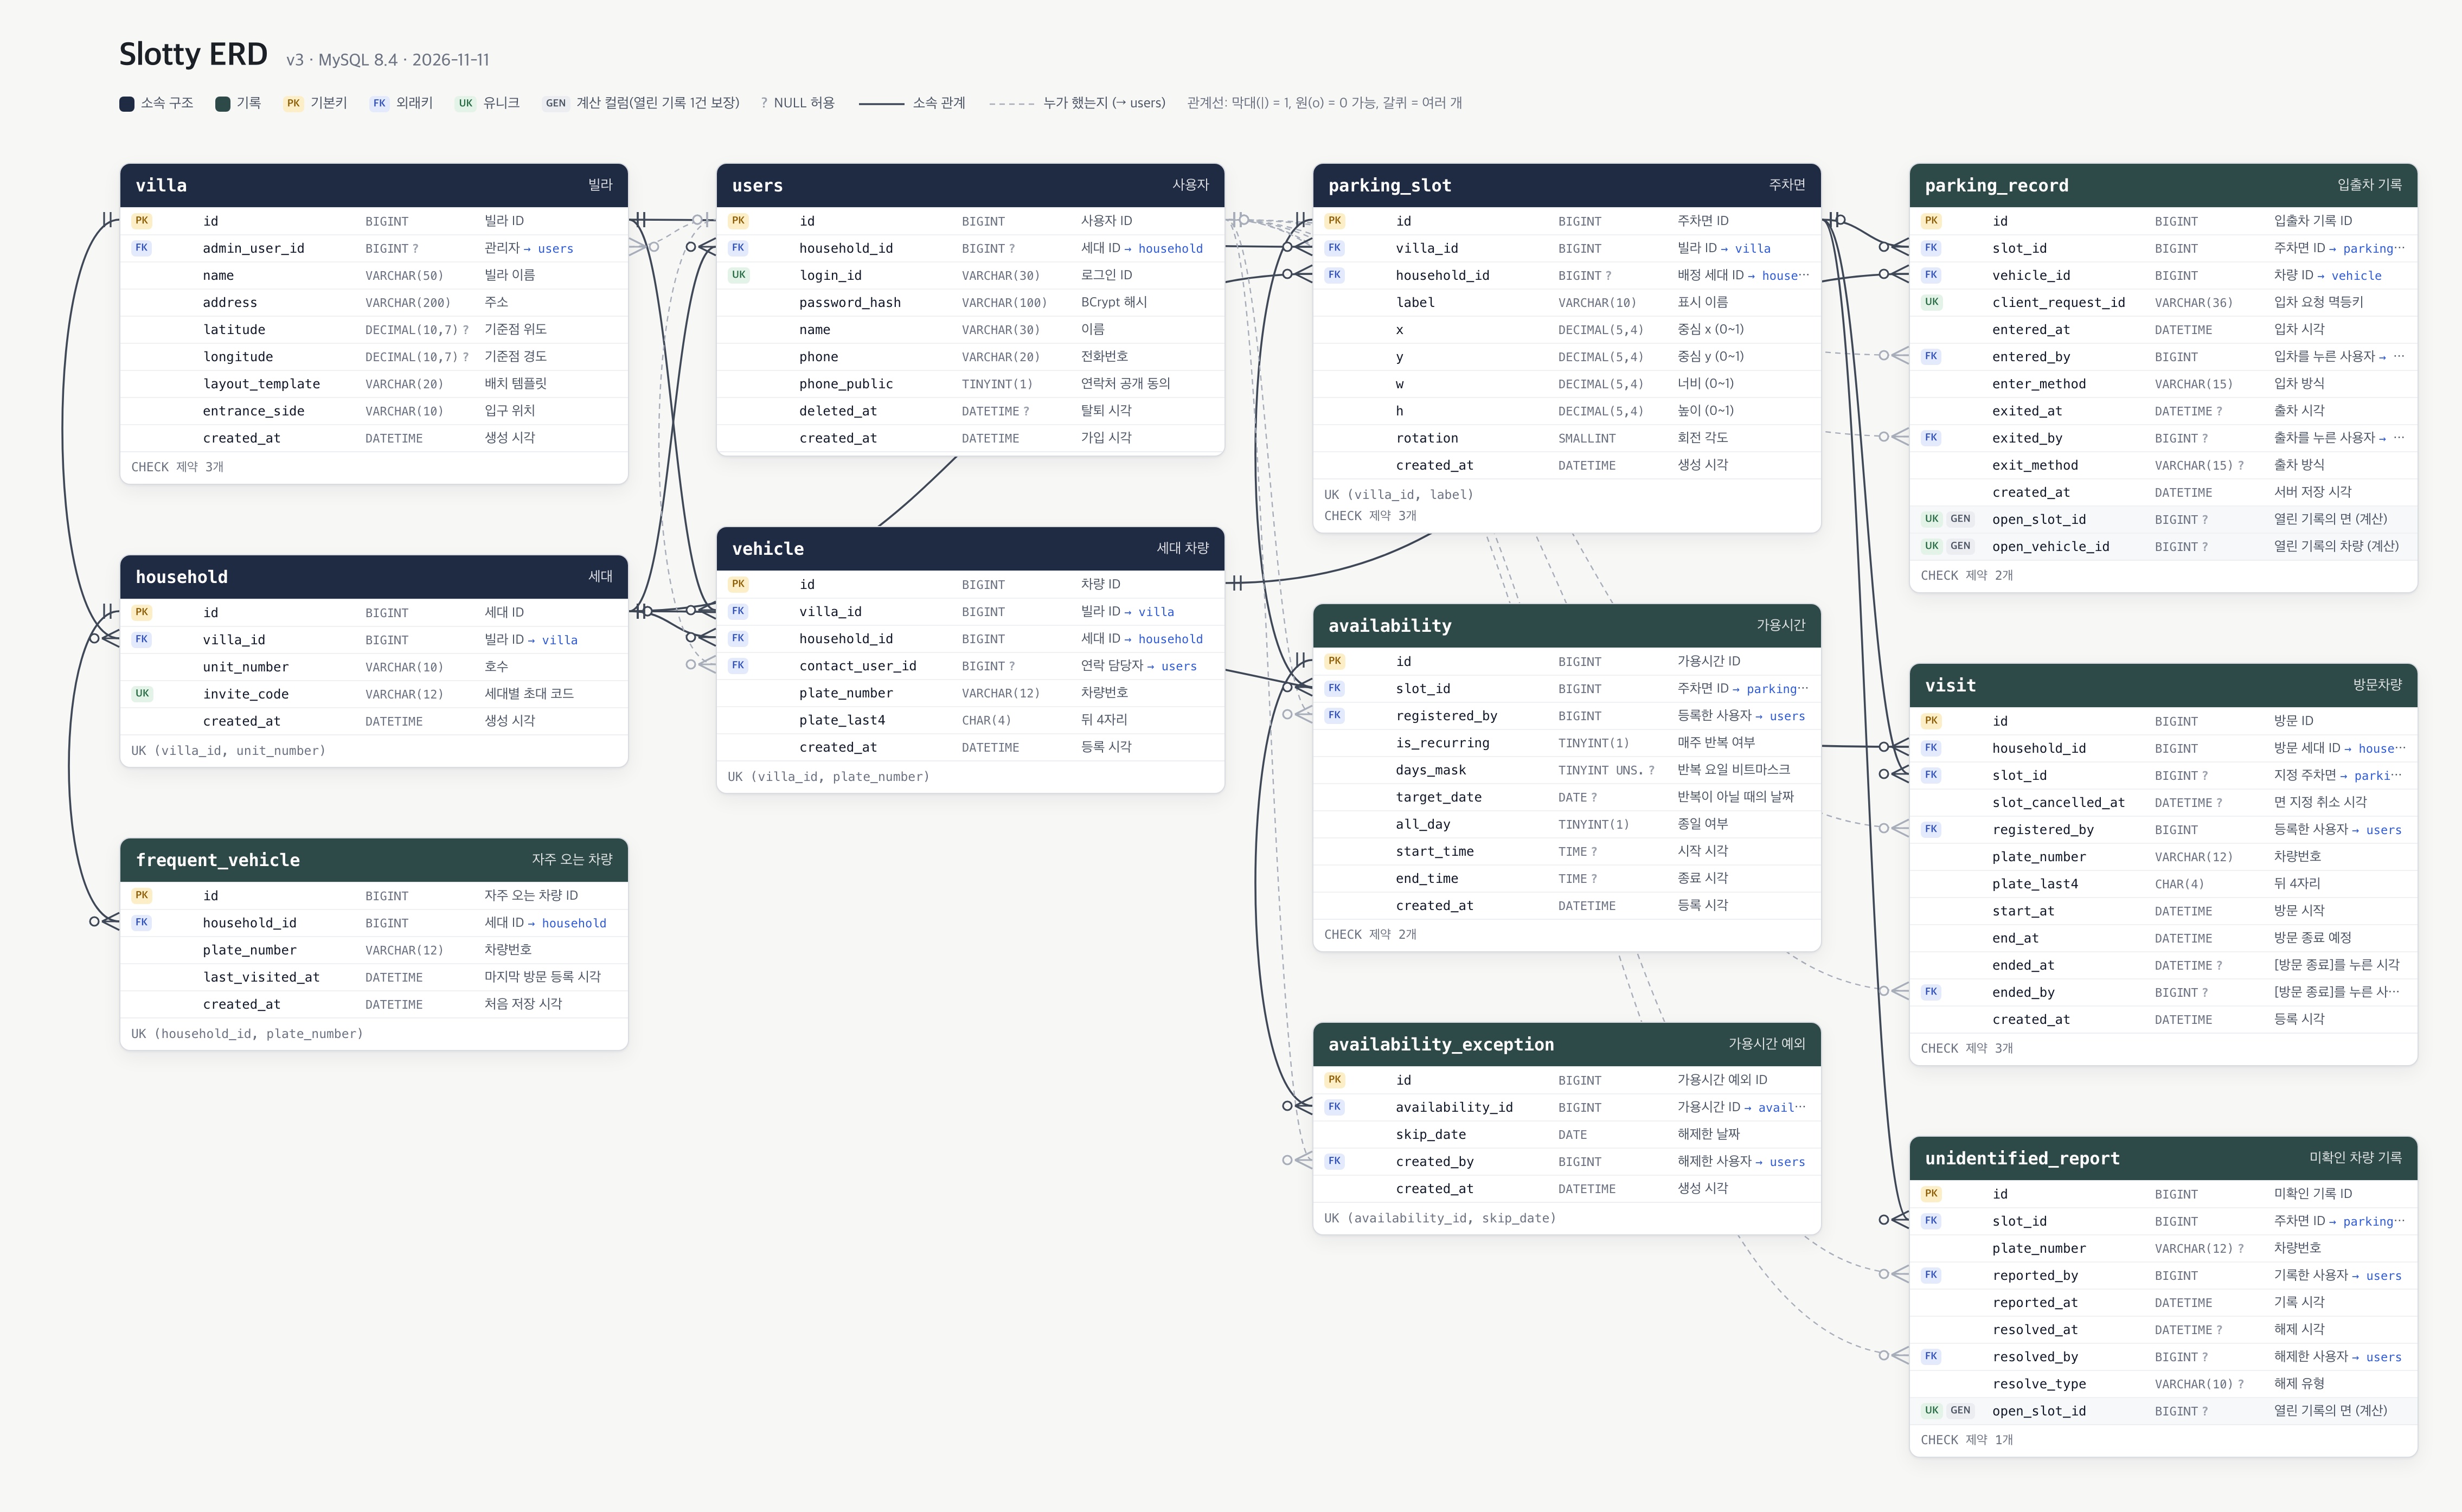 Slotty ERD v3 · MySQL 8.4 · 2026-11-11
소속 구조 기록 PK 기본키 FK 외래키 UK 유니크 GEN 계산 컬럼(열린 기록 1건 보장) ? NULL 허용 소속 관계 누가 했는지 (→ users) 관계선: 막대(|) = 1, 원(o) = 0 가능, 갈퀴 = 여러 개
villa 빌라
PK id BIGINT 빌라 ID
FK admin_user_id BIGINT ? 관리자 → users
name VARCHAR(50) 빌라 이름
address VARCHAR(200) 주소
latitude DECIMAL(10,7) ? 기준점 위도
longitude DECIMAL(10,7) ? 기준점 경도
layout_template VARCHAR(20) 배치 템플릿
entrance_side VARCHAR(10) 입구 위치
created_at DATETIME 생성 시각
CHECK 제약 3개
household 세대
PK id BIGINT 세대 ID
FK villa_id BIGINT 빌라 ID → villa
unit_number VARCHAR(10) 호수
UK invite_code VARCHAR(12) 세대별 초대 코드
created_at DATETIME 생성 시각
UK (villa_id, unit_number)
frequent_vehicle 자주 오는 차량
PK id BIGINT 자주 오는 차량 ID
FK household_id BIGINT 세대 ID → household
plate_number VARCHAR(12) 차량번호
last_visited_at DATETIME 마지막 방문 등록 시각
created_at DATETIME 처음 저장 시각
UK (household_id, plate_number)
users 사용자
PK id BIGINT 사용자 ID
FK household_id BIGINT ? 세대 ID → household
UK login_id VARCHAR(30) 로그인 ID
password_hash VARCHAR(100) BCrypt 해시
name VARCHAR(30) 이름
phone VARCHAR(20) 전화번호
phone_public TINYINT(1) 연락처 공개 동의
deleted_at DATETIME ? 탈퇴 시각
created_at DATETIME 가입 시각
vehicle 세대 차량
PK id BIGINT 차량 ID
FK villa_id BIGINT 빌라 ID → villa
FK household_id BIGINT 세대 ID → household
FK contact_user_id BIGINT ? 연락 담당자 → users
plate_number VARCHAR(12) 차량번호
plate_last4 CHAR(4) 뒤 4자리
created_at DATETIME 등록 시각
UK (villa_id, plate_number)
parking_slot 주차면
PK id BIGINT 주차면 ID
FK villa_id BIGINT 빌라 ID → villa
FK household_id BIGINT ? 배정 세대 ID → house…
label VARCHAR(10) 표시 이름
x DECIMAL(5,4) 중심 x (0~1)
y DECIMAL(5,4) 중심 y (0~1)
w DECIMAL(5,4) 너비 (0~1)
h DECIMAL(5,4) 높이 (0~1)
rotation SMALLINT 회전 각도
created_at DATETIME 생성 시각
UK (villa_id, label)
CHECK 제약 3개
availability 가용시간
PK id BIGINT 가용시간 ID
FK slot_id BIGINT 주차면 ID → parking…
FK registered_by BIGINT 등록한 사용자 → users
is_recurring TINYINT(1) 매주 반복 여부
days_mask TINYINT UNS. ? 반복 요일 비트마스크
target_date DATE ? 반복이 아닐 때의 날짜
all_day TINYINT(1) 종일 여부
start_time TIME ? 시작 시각
end_time TIME ? 종료 시각
created_at DATETIME 등록 시각
CHECK 제약 2개
availability_exception 가용시간 예외
PK id BIGINT 가용시간 예외 ID
FK availability_id BIGINT 가용시간 ID → avail…
skip_date DATE 해제한 날짜
FK created_by BIGINT 해제한 사용자 → users
created_at DATETIME 생성 시각
UK (availability_id, skip_date)
parking_record 입출차 기록
PK id BIGINT 입출차 기록 ID
FK slot_id BIGINT 주차면 ID → parking…
FK vehicle_id BIGINT 차량 ID → vehicle
UK client_request_id VARCHAR(36) 입차 요청 멱등키
entered_at DATETIME 입차 시각
FK entered_by BIGINT 입차를 누른 사용자 → …
enter_method VARCHAR(15) 입차 방식
exited_at DATETIME ? 출차 시각
FK exited_by BIGINT ? 출차를 누른 사용자 → …
exit_method VARCHAR(15) ? 출차 방식
created_at DATETIME 서버 저장 시각
UK GEN open_slot_id BIGINT ? 열린 기록의 면 (계산)
UK GEN open_vehicle_id BIGINT ? 열린 기록의 차량 (계산)
CHECK 제약 2개
visit 방문차량
PK id BIGINT 방문 ID
FK household_id BIGINT 방문 세대 ID → house…
FK slot_id BIGINT ? 지정 주차면 → parki…
slot_cancelled_at DATETIME ? 면 지정 취소 시각
FK registered_by BIGINT 등록한 사용자 → users
plate_number VARCHAR(12) 차량번호
plate_last4 CHAR(4) 뒤 4자리
start_at DATETIME 방문 시작
end_at DATETIME 방문 종료 예정
ended_at DATETIME ? [방문 종료]를 누른 시각
FK ended_by BIGINT ? [방문 종료]를 누른 사…
created_at DATETIME 등록 시각
CHECK 제약 3개
unidentified_report 미확인 차량 기록
PK id BIGINT 미확인 기록 ID
FK slot_id BIGINT 주차면 ID → parking…
plate_number VARCHAR(12) ? 차량번호
FK reported_by BIGINT 기록한 사용자 → users
reported_at DATETIME 기록 시각
resolved_at DATETIME ? 해제 시각
FK resolved_by BIGINT ? 해제한 사용자 → users
resolve_type VARCHAR(10) ? 해제 유형
UK GEN open_slot_id BIGINT ? 열린 기록의 면 (계산)
CHECK 제약 1개